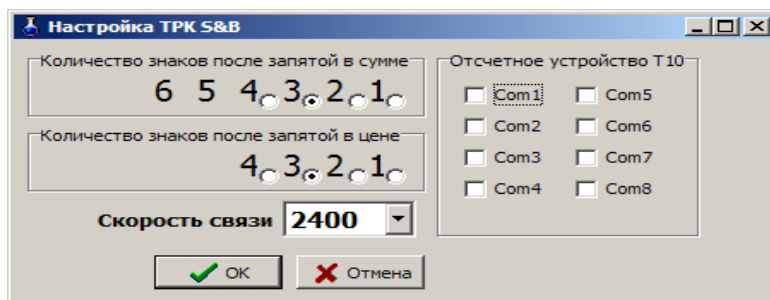 Настройка ТРК S&B
Количество знаков после запятой в сумме
6 5 4 3 2 1
Количество знаков после запятой в цене
4 3 2 1
Скорость связи 2400
Отсчетное устройство Т10
Com1 Com5
Com2 Com6
Com3 Com7
Com4 Com8
OK Отмена